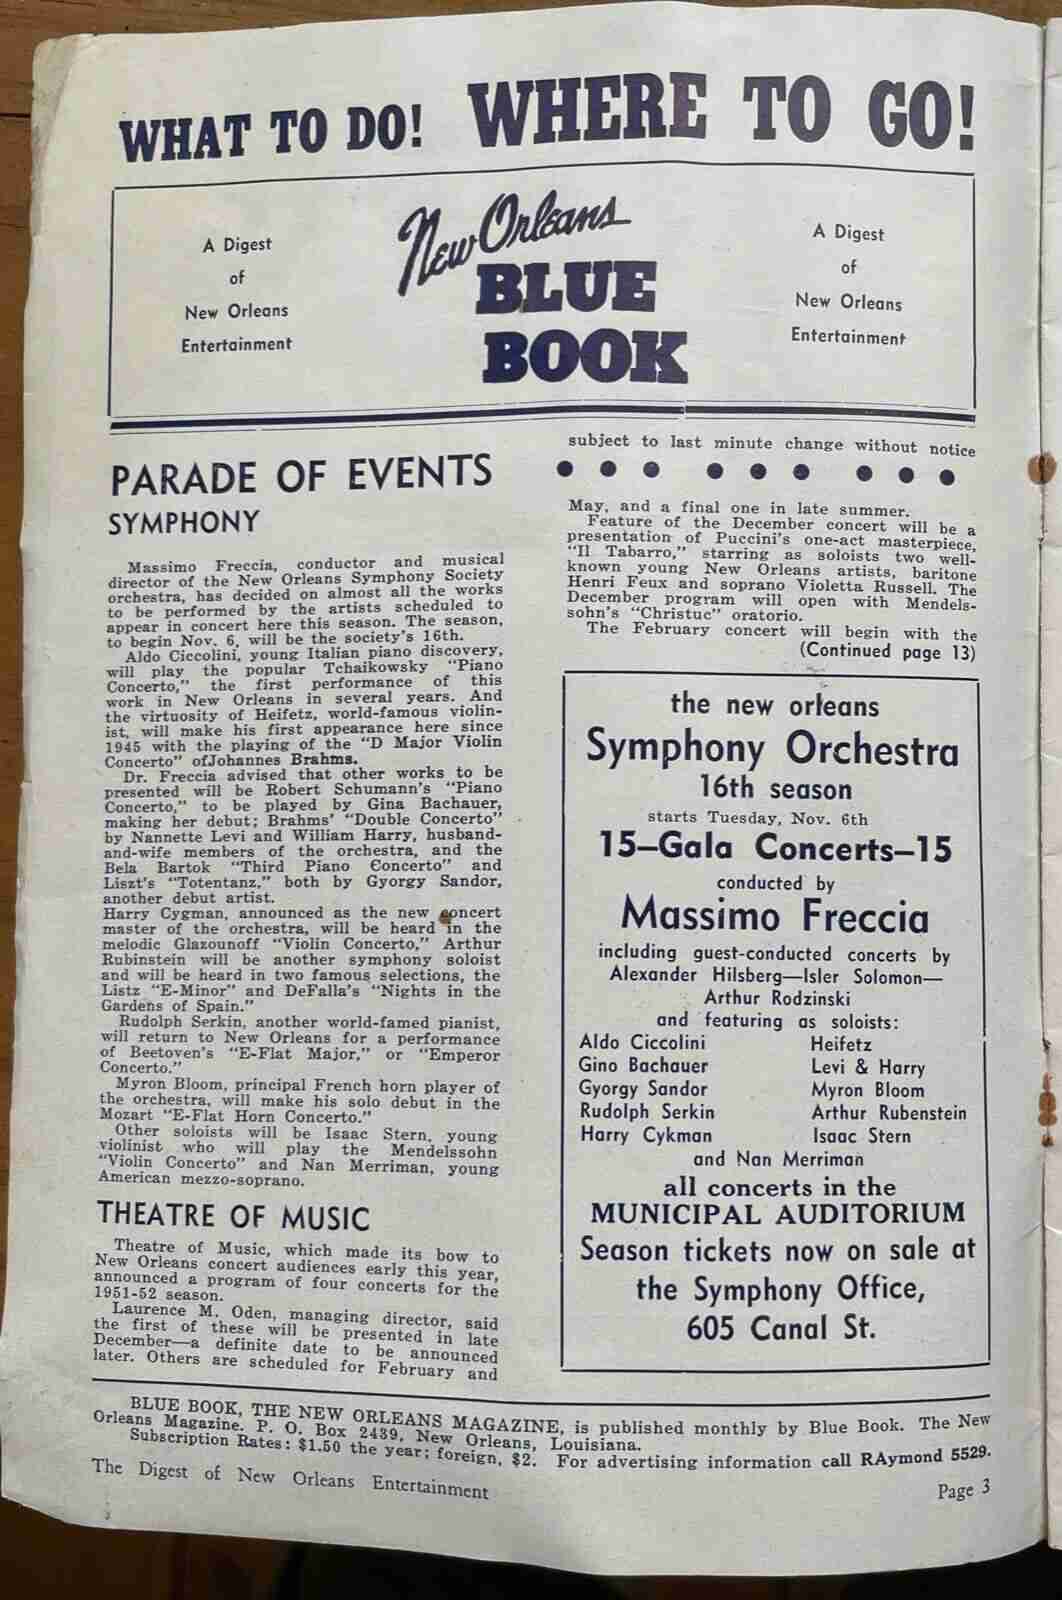 WHAT TO DO! WHERE TO GO!
A Digest
of
New Orleans
Entertainment
New Orleans
BLUE
BOOK
A Digest
of
New Orleans
Entertainment
PARADE OF EVENTS
SYMPHONY
Massimo Freccia, conductor and musical
director of the New Orleans Symphony Society
orchestra, has decided on almost all the works
to be performed by the artists scheduled to
appear in concert here this season. The season,
to begin Nov. 6, will be the society's 16th.
Aldo Ciccolini, young Italian piano discovery,
will play the popular Tchaikowsky "Piano
Concerto," the first performance of this
work in New Orleans in several years. And
the virtuosity of Heifetz, world-famous violin-
ist, will make his first appearance here since
1945 with the playing of the "D Major Violin
Concerto" ofJohannes Brahms.
Dr. Freccia advised that other works to be
presented will be Robert Schumann's "Piano
Concerto," to be played by Gina Bachauer,
making her debut; Brahms' "Double Concerto"
by Nannette Levi and William Harry, husband-
and-wife members of the orchestra, and the
Bela Bartok "Third Piano Concerto" and
Liszt's "Totentanz," both by Gyorgy Sandor,
another debut artist.
Harry Cygman, announced as the new concert
master of the orchestra, will be heard in the
melodic Glazounoff "Violin Concerto," Arthur
Rubinstein will be another symphony soloist
and will be heard in two famous selections, the
Listz "E-Minor" and DeFalla's "Nights in the
Gardens of Spain."
Rudolph Serkin, another world-famed pianist,
will return to New Orleans for a performance
of Beetoven's "E-Flat Major," or "Emperor
Concerto."
Myron Bloom, principal French horn player of
the orchestra, will make his solo debut in the
Mozart "E-Flat Horn Concerto."
Other soloists will be Isaac Stern, young
violinist who will play the Mendelssohn
"Violin Concerto" and Nan Merriman, young
American mezzo-soprano.
THEATRE OF MUSIC
Theatre of Music, which made its bow to
New Orleans concert audiences early this year,
announced a program of four concerts for the
1951-52 season.
Laurence M. Oden, managing director, said
the first of these will be presented in late
December—a definite date to be announced
later. Others are scheduled for February and
subject to last minute change without notice
May, and a final one in late summer.
Feature of the December concert will be a
presentation of Puccini's one-act masterpiece,
"Il Tabarro," starring as soloists two well-
known young New Orleans artists, baritone
Henri Feux and soprano Violetta Russell. The
December program will open with Mendels-
sohn's "Christuc" oratorio.
The February concert will begin with the
(Continued page 13)
the new orleans
Symphony Orchestra
16th season
starts Tuesday, Nov. 6th
15—Gala Concerts—15
conducted by
Massimo Freccia
including guest-conducted concerts by
Alexander Hilsberg—Isler Solomon—
Arthur Rodzinski
and featuring as soloists:
Aldo Ciccolini Heifetz
Gino Bachauer Levi & Harry
Gyorgy Sandor Myron Bloom
Rudolph Serkin Arthur Rubenstein
Harry Cykman Isaac Stern
and Nan Merriman
all concerts in the
MUNICIPAL AUDITORIUM
Season tickets now on sale at
the Symphony Office,
605 Canal St.
BLUE BOOK, THE NEW ORLEANS MAGAZINE, is published monthly by Blue Book. The New
Orleans Magazine. P. O. Box 2439, New Orleans, Louisiana.
Subscription Rates: $1.50 the year; foreign, $2. For advertising information call RAymond 5529.
The Digest of New Orleans Entertainment
Page 3